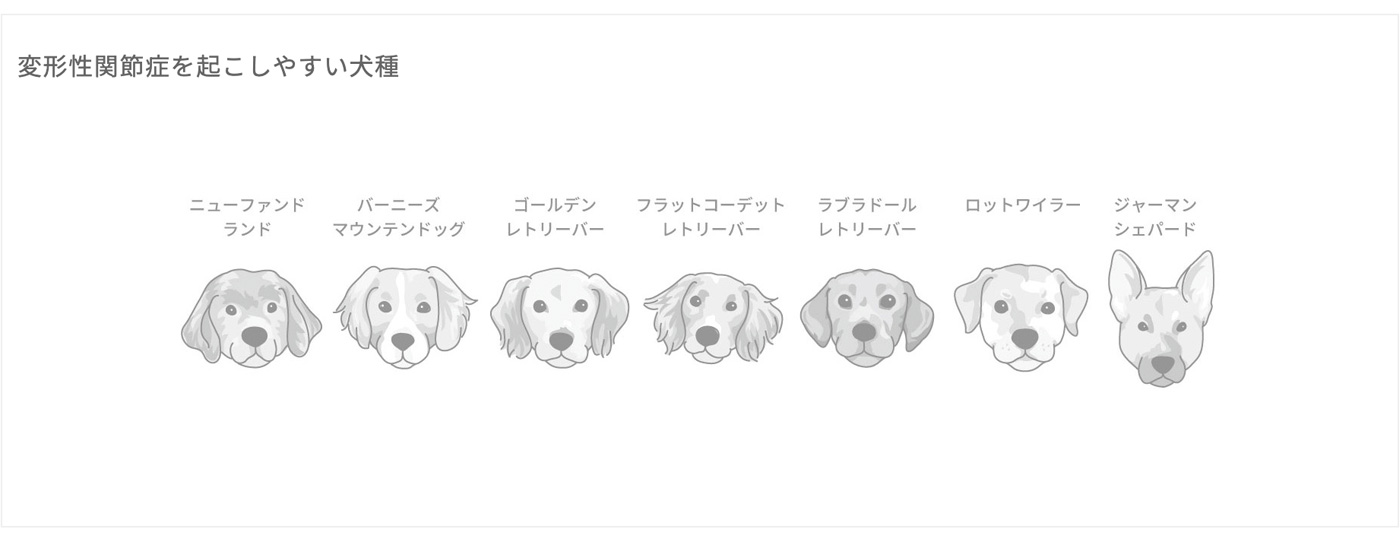 変形性関節症を起こしやすい犬種
ニューファンド
ランド
バーニーズ
マウンテンドッグ
ゴールデン
レトリーバー
フラットコーデット
レトリーバー
ラブラドール
レトリーバー
ロットワイラー
ジャーマン
シェパード